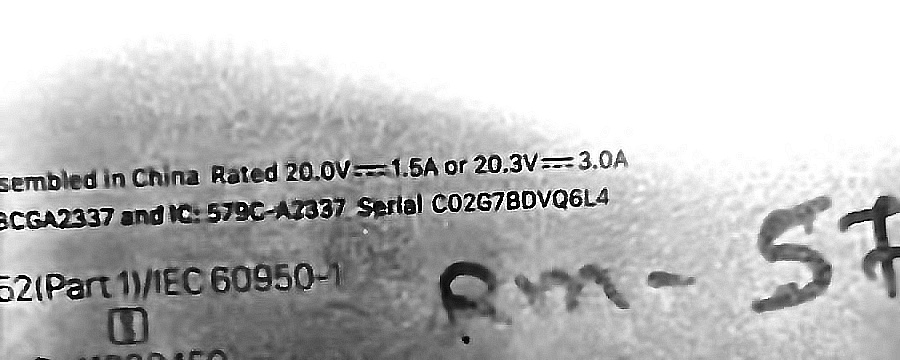 sembled in China Rated 20.0V⎓1.5A or 20.3V⎓3.0A
BCGA2337 and IC: 579C-A2337 Serial C02G7BDVQ6L4
52(Part 1)/IEC 60950-1
Rm - 57